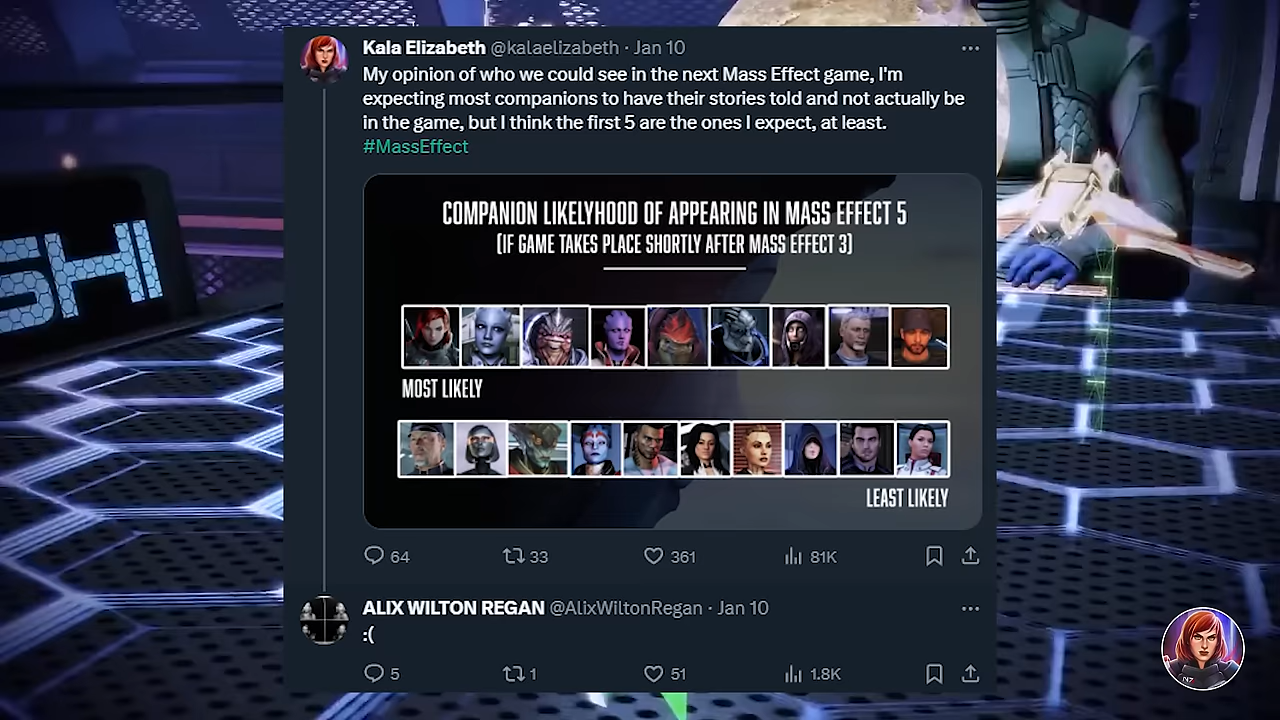 Kala Elizabeth @kalaelizabeth · Jan 10
My opinion of who we could see in the next Mass Effect game, I'm
expecting most companions to have their stories told and not actually be
in the game, but I think the first 5 are the ones I expect, at least.
#MassEffect
COMPANION LIKELYHOOD OF APPEARING IN MASS EFFECT 5
(IF GAME TAKES PLACE SHORTLY AFTER MASS EFFECT 3)
MOST LIKELY
LEAST LIKELY
64 33 361 81K
ALIX WILTON REGAN @AlixWiltonRegan · Jan 10
:(
5 1 51 1.8K
SHI
N7